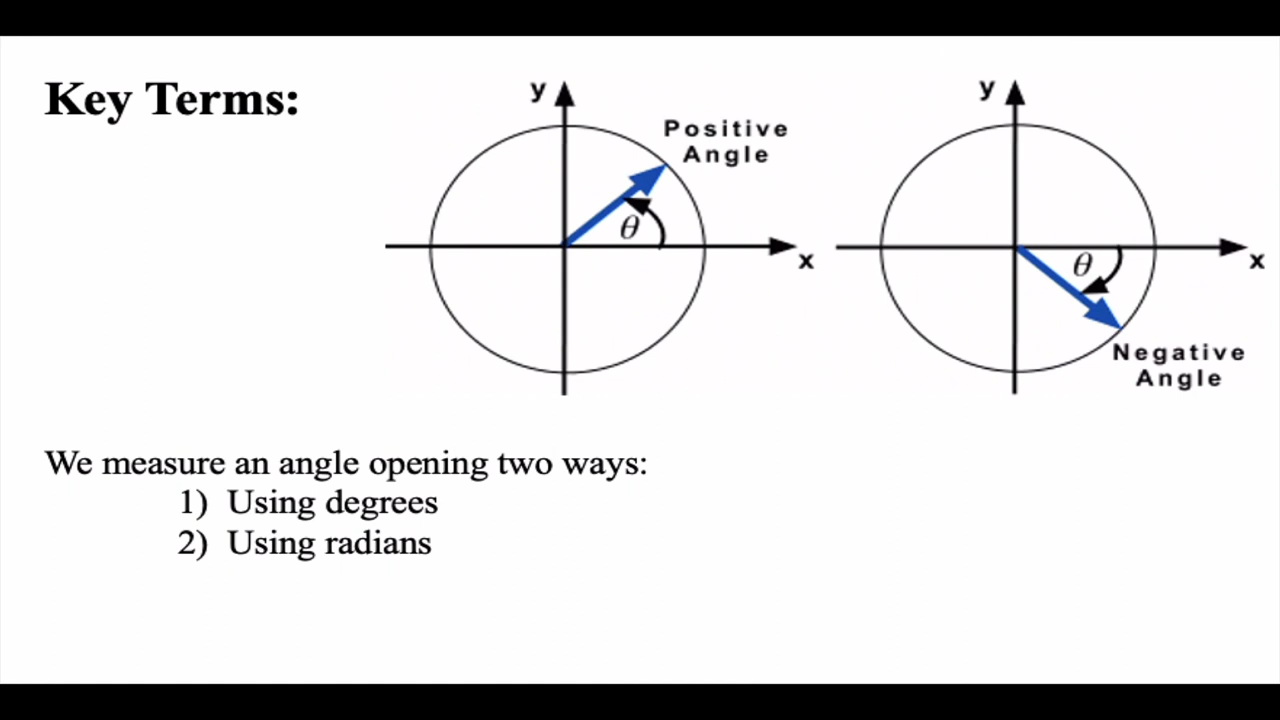 Key Terms:
y
Positive
Angle
θ
x
y
θ
x
Negative
Angle
We measure an angle opening two ways:
1) Using degrees
2) Using radians